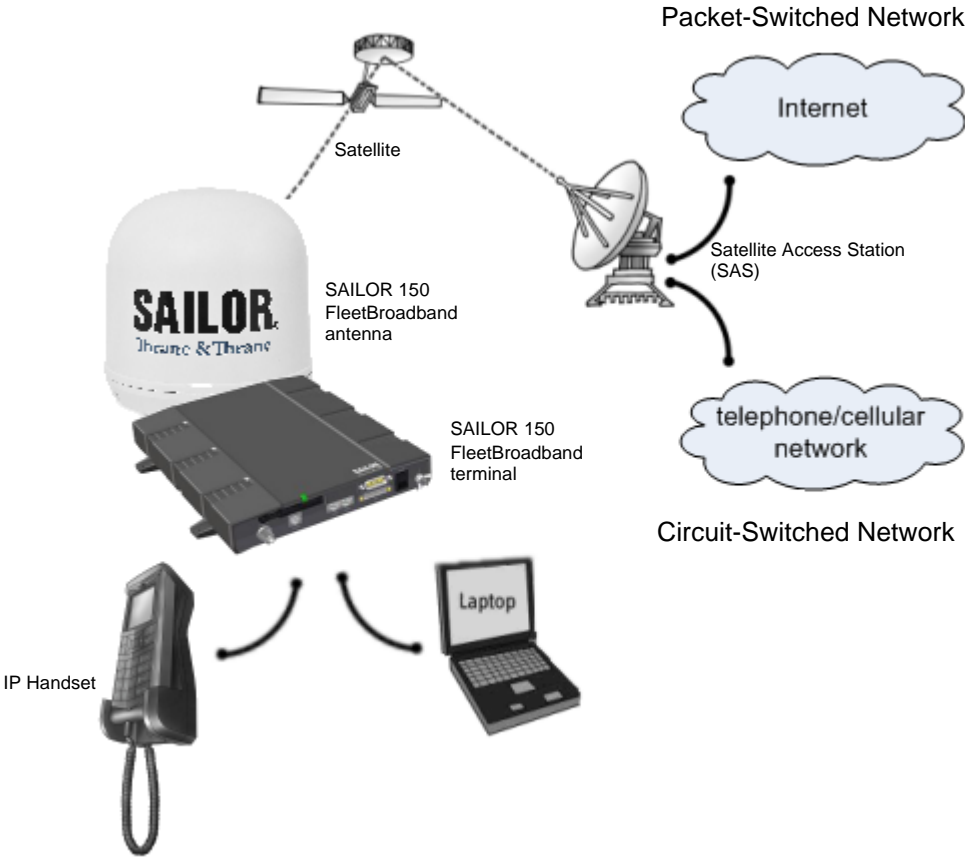 Packet-Switched Network
Internet
Satellite
Satellite Access Station
(SAS)
SAILOR 150
FleetBroadband
antenna
SAILOR
Thrane & Thrane
telephone/cellular
network
SAILOR 150
FleetBroadband
terminal
SAILOR
Circuit-Switched Network
Laptop
IP Handset